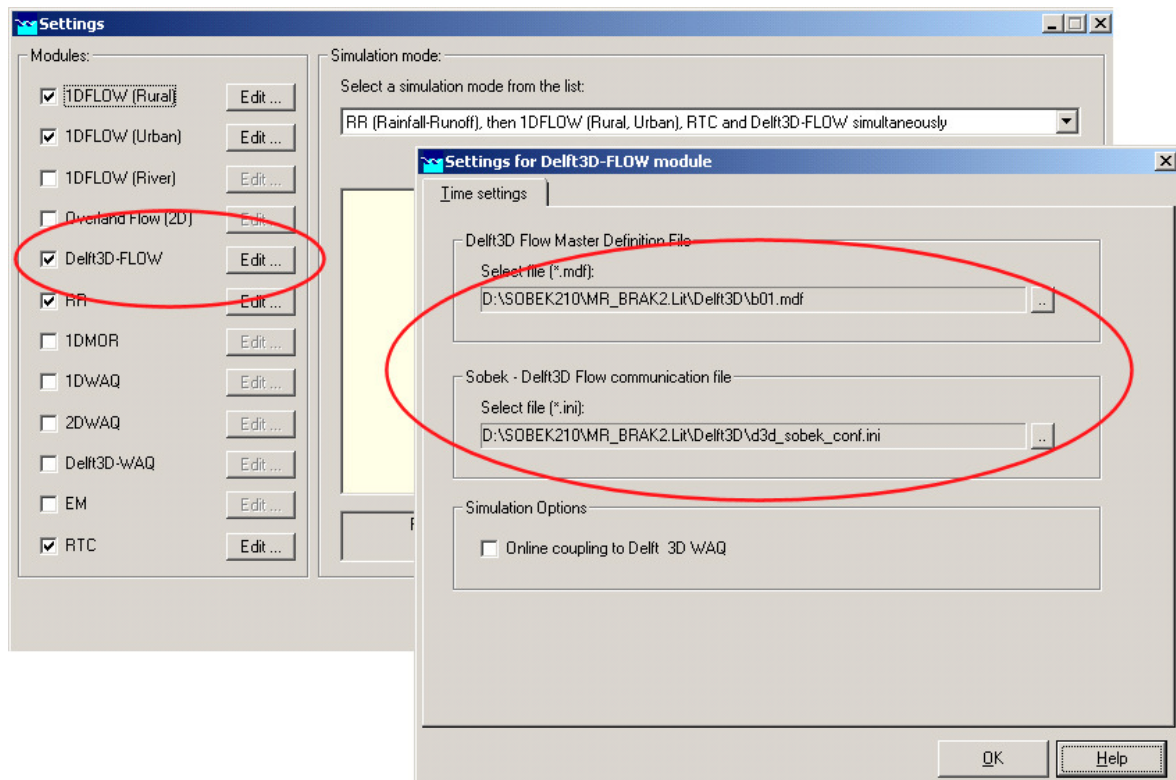 Settings
Modules:
1DFLOW (Rural)
Edit ...
1DFLOW (Urban)
Edit ...
1DFLOW (River)
Edit ...
Overland Flow (2D)
Edit ...
Delft3D-FLOW
Edit ...
RR
Edit ...
1DMOR
Edit ...
1DWAQ
Edit ...
2DWAQ
Edit ...
Delft3D-WAQ
Edit ...
EM
Edit ...
RTC
Edit ...
Simulation mode:
Select a simulation mode from the list:
RR (Rainfall-Runoff), then 1DFLOW (Rural, Urban), RTC and Delft3D-FLOW simultaneously
Settings for Delft3D-FLOW module
Time settings
Delft3D Flow Master Definition File
Select file (*.mdf):
D:\SOBEK210\MR_BRAK2.Lit\Delft3D\b01.mdf
..
Sobek - Delft3D Flow communication file
Select file (*.ini):
D:\SOBEK210\MR_BRAK2.Lit\Delft3D\d3d_sobek_conf.ini
..
Simulation Options
Online coupling to Delft 3D WAQ
OK
Help